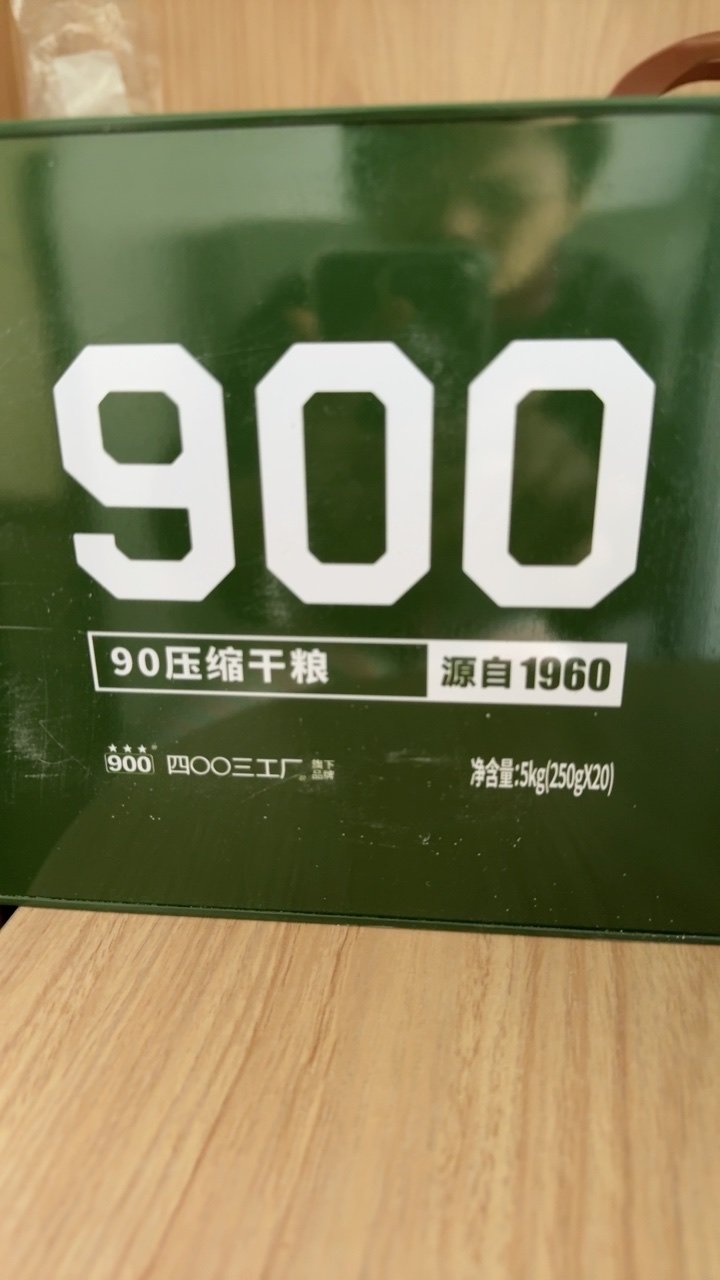 900
90压缩干粮 源自1960
★★★
900® 四〇〇三工厂® 旗下
品牌
净含量:5kg(250gX20)